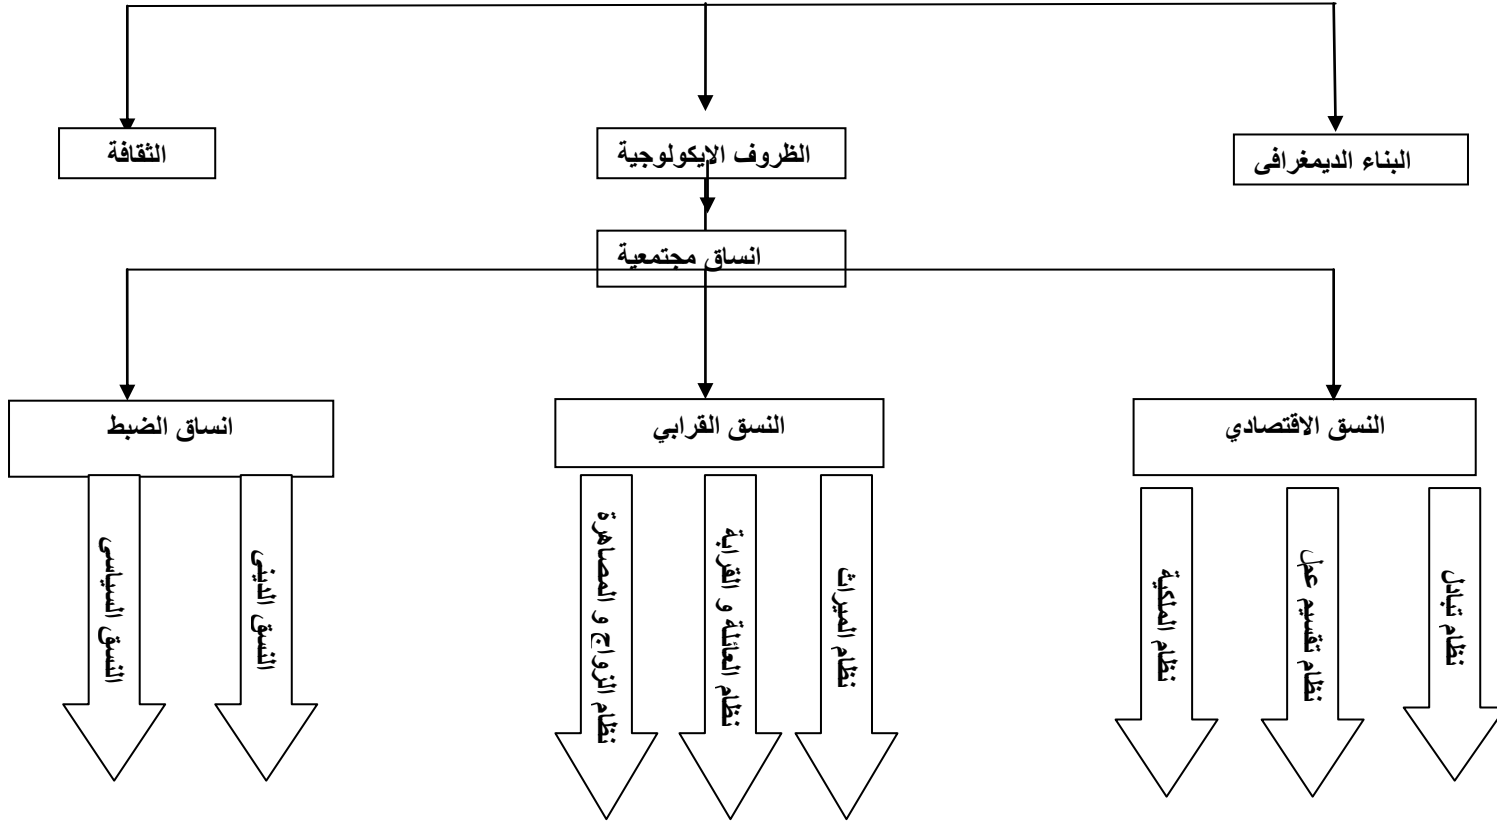 البناء الديمغرافى
الظروف الايكولوجية
الثقافة
انساق مجتمعية
النسق الاقتصادي
النسق القرابي
انساق الضبط
نظام تبادل
نظام تقسيم عمل
نظام الملكية
نظام الميراث
نظام العائلة و القرابة
نظام الزواج و المصاهرة
النسق الدينى
النسق السياسى